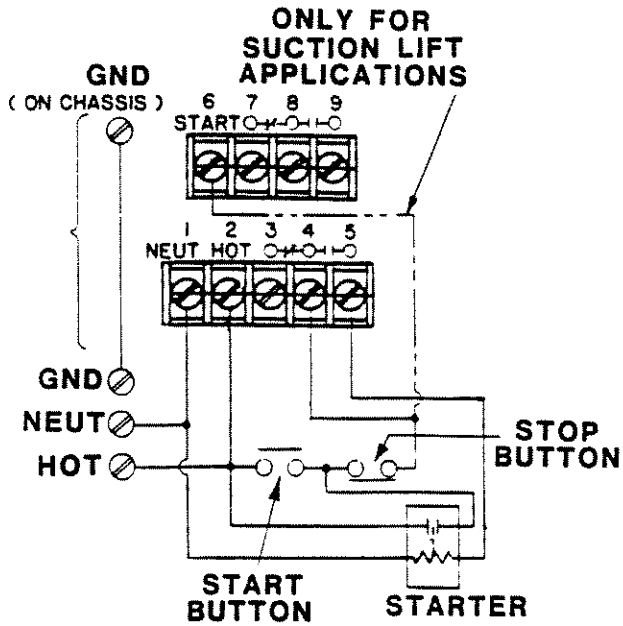 ONLY FOR
SUCTION LIFT
APPLICATIONS
GND
( ON CHASSIS )
6 7 8 9
START
1 2 3 4 5
NEUT HOT
GND
NEUT
HOT
STOP
BUTTON
START
BUTTON
STARTER